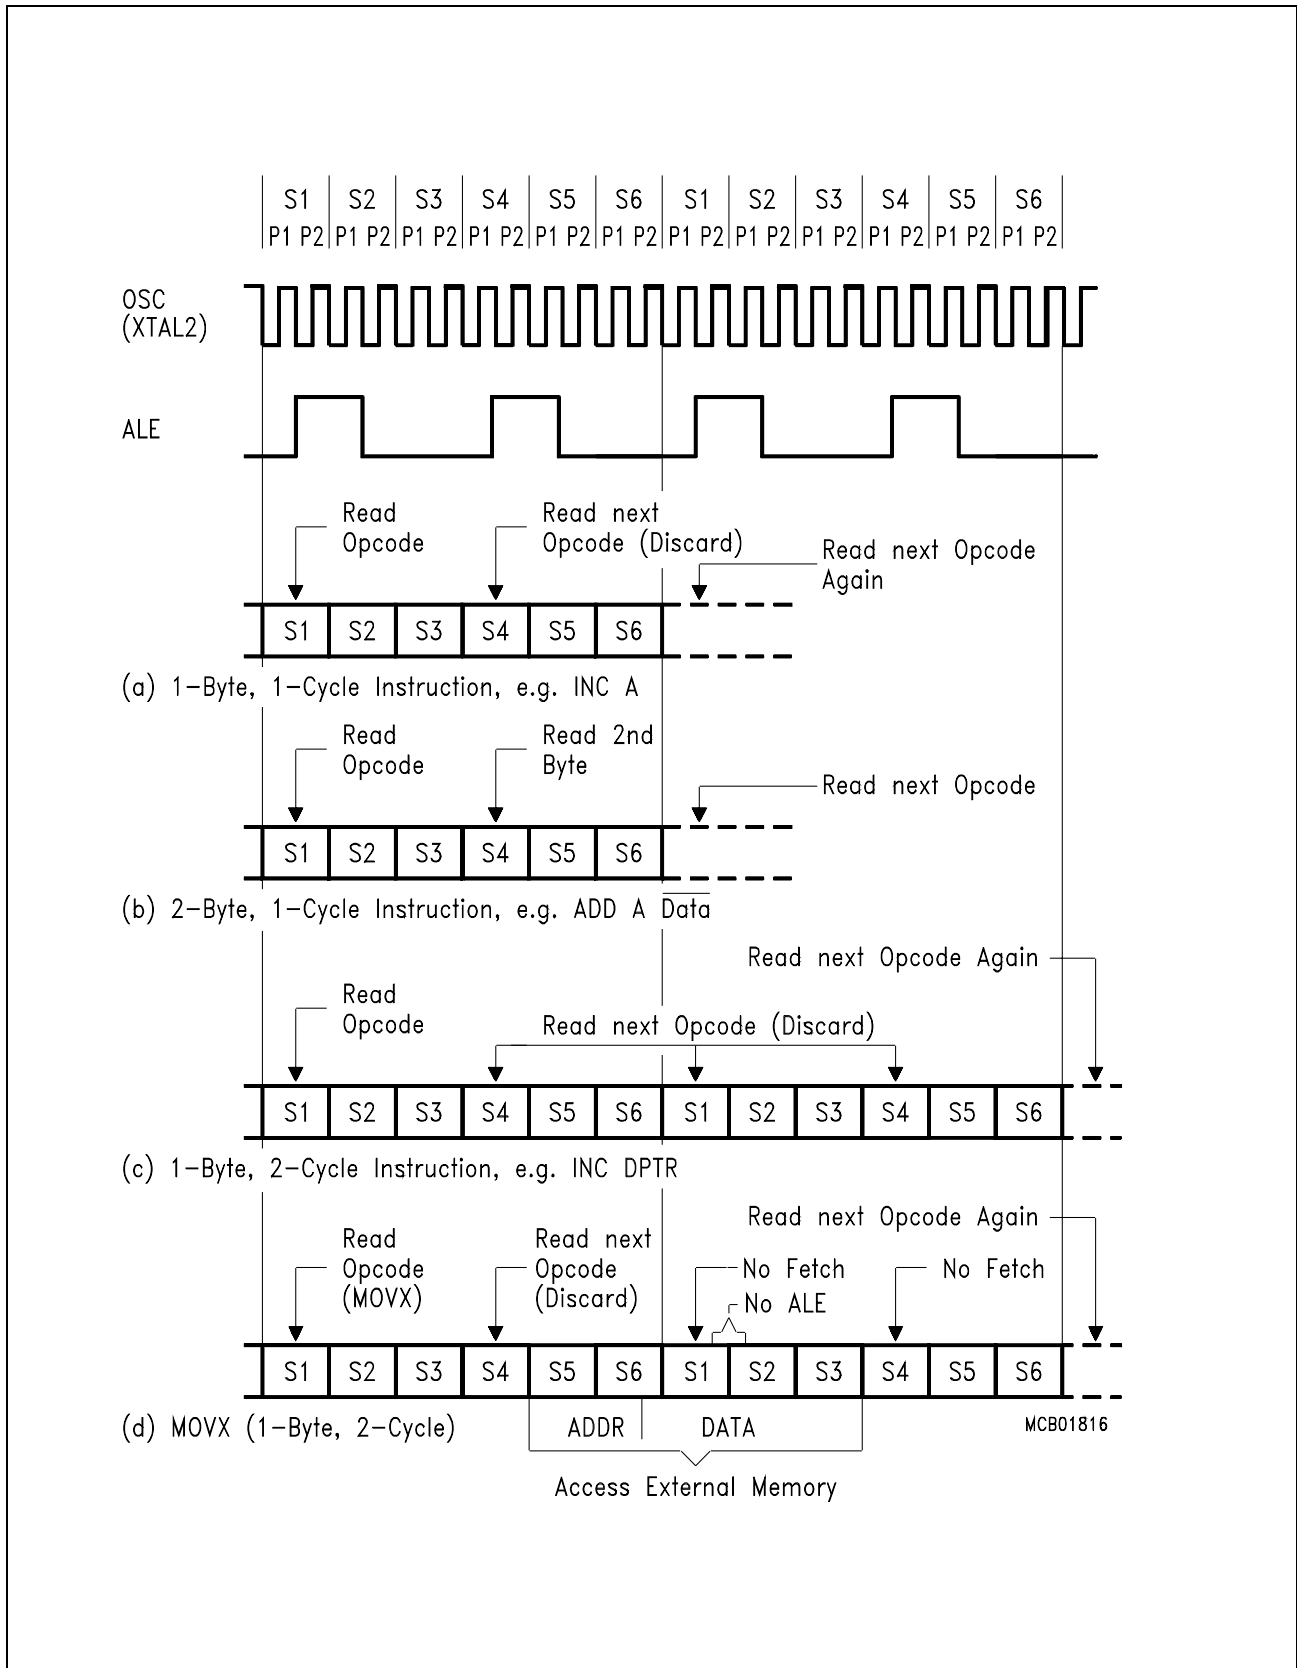 S1 S2 S3 S4 S5 S6 S1 S2 S3 S4 S5 S6
P1 P2 P1 P2 P1 P2 P1 P2 P1 P2 P1 P2 P1 P2 P1 P2 P1 P2 P1 P2 P1 P2 P1 P2
OSC
(XTAL2)
ALE
Read
Opcode
Read next
Opcode (Discard)
Read next Opcode
Again
S1 S2 S3 S4 S5 S6
(a) 1-Byte, 1-Cycle Instruction, e.g. INC A
Read
Opcode
Read 2nd
Byte
Read next Opcode
S1 S2 S3 S4 S5 S6
(b) 2-Byte, 1-Cycle Instruction, e.g. ADD A Data
Read next Opcode Again
Read
Opcode
Read next Opcode (Discard)
S1 S2 S3 S4 S5 S6 S1 S2 S3 S4 S5 S6
(c) 1-Byte, 2-Cycle Instruction, e.g. INC DPTR
Read next Opcode Again
Read
Opcode
(MOVX)
Read next
Opcode
(Discard)
No Fetch
No ALE
No Fetch
S1 S2 S3 S4 S5 S6 S1 S2 S3 S4 S5 S6
(d) MOVX (1-Byte, 2-Cycle)
ADDR DATA
MCB01816
Access External Memory